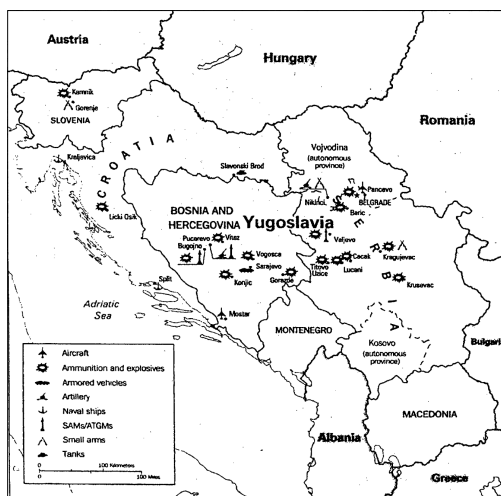 Austria
Hungary
Romania
Kamnik
Gorenje
SLOVENIA
Kraljevica
CROATIA
Slavonski Brod
Vojvodina
(autonomous
province)
Nikinci
Pancevo
BELGRADE
Baric
Licki Osik
BOSNIA AND
HERCEGOVINA
Yugoslavia
SERBIA
Pucarevo
Vitez
Bugojno
Vogosca
Sarajevo
Valjevo
Titovo
Uzice
Cacak
Lucani
Kragujevac
Krusevac
Konjic
Gorazde
Split
Mostar
Adriatic
Sea
MONTENEGRO
Kosovo
(autonomous
province)
Bulgaria
MACEDONIA
Albania
Greece
Aircraft
Ammunition and explosives
Armored vehicles
Artillery
Naval ships
SAMs/ATGMs
Small arms
Tanks
0 100 Kilometers
0 100 Miles